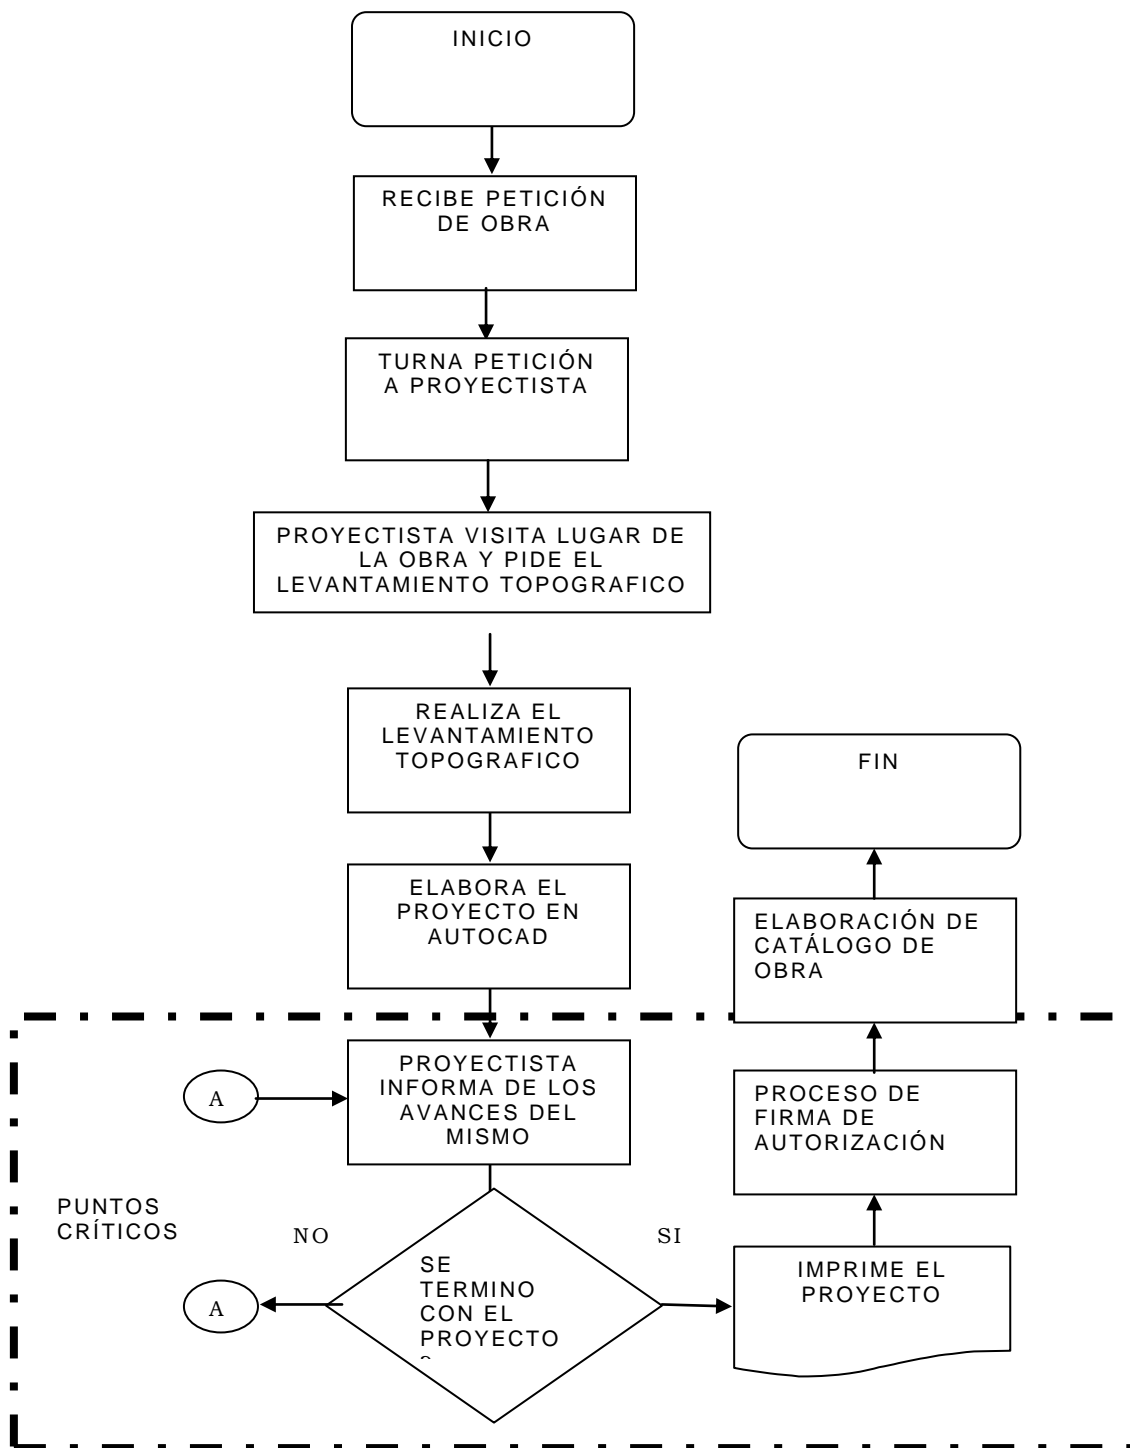 INICIO
RECIBE PETICIÓN
DE OBRA
TURNA PETICIÓN
A PROYECTISTA
PROYECTISTA VISITA LUGAR DE
LA OBRA Y PIDE EL
LEVANTAMIENTO TOPOGRAFICO
REALIZA EL
LEVANTAMIENTO
TOPOGRAFICO
FIN
ELABORA EL
PROYECTO EN
AUTOCAD
ELABORACIÓN DE
CATÁLOGO DE
OBRA
PROYECTISTA
INFORMA DE LOS
AVANCES DEL
MISMO
A
PROCESO DE
FIRMA DE
AUTORIZACIÓN
PUNTOS
CRÍTICOS
NO
SI
SE
TERMINO
CON EL
PROYECTO
A
IMPRIME EL
PROYECTO